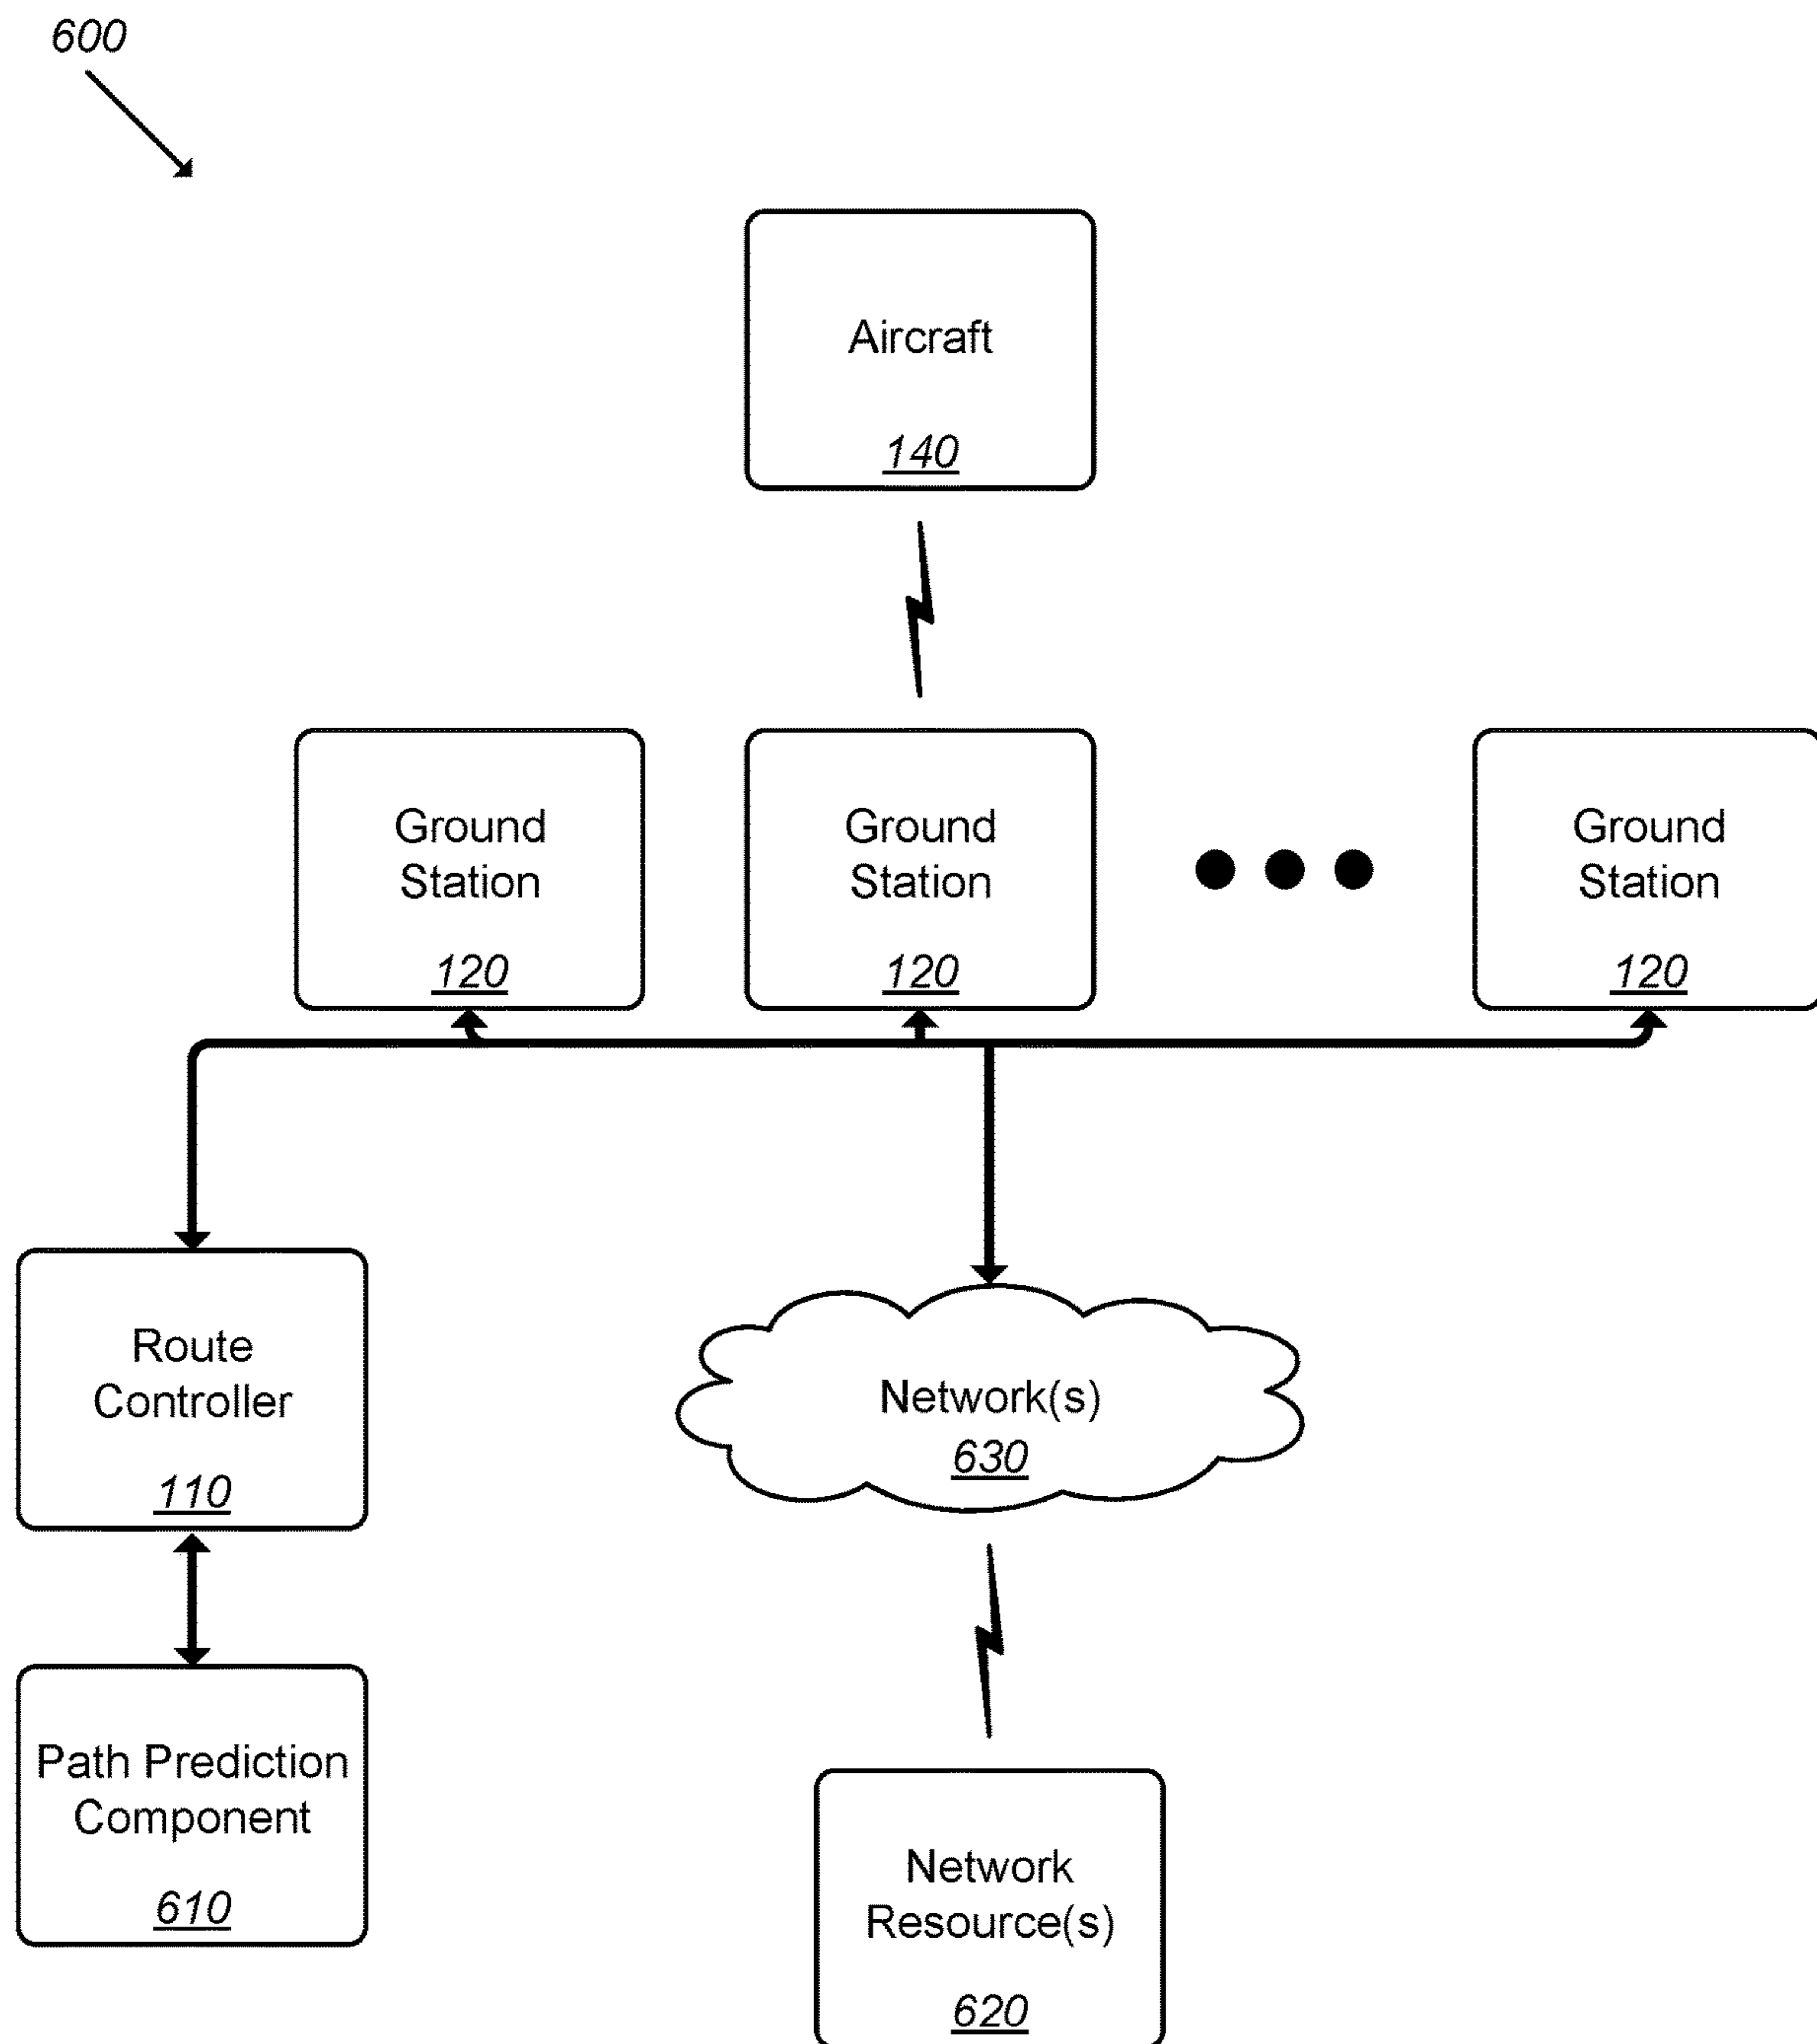 600
Aircraft
140
Ground
Station
120
Ground
Station
120
Ground
Station
120
Route
Controller
110
Network(s)
630
Path Prediction
Component
610
Network
Resource(s)
620